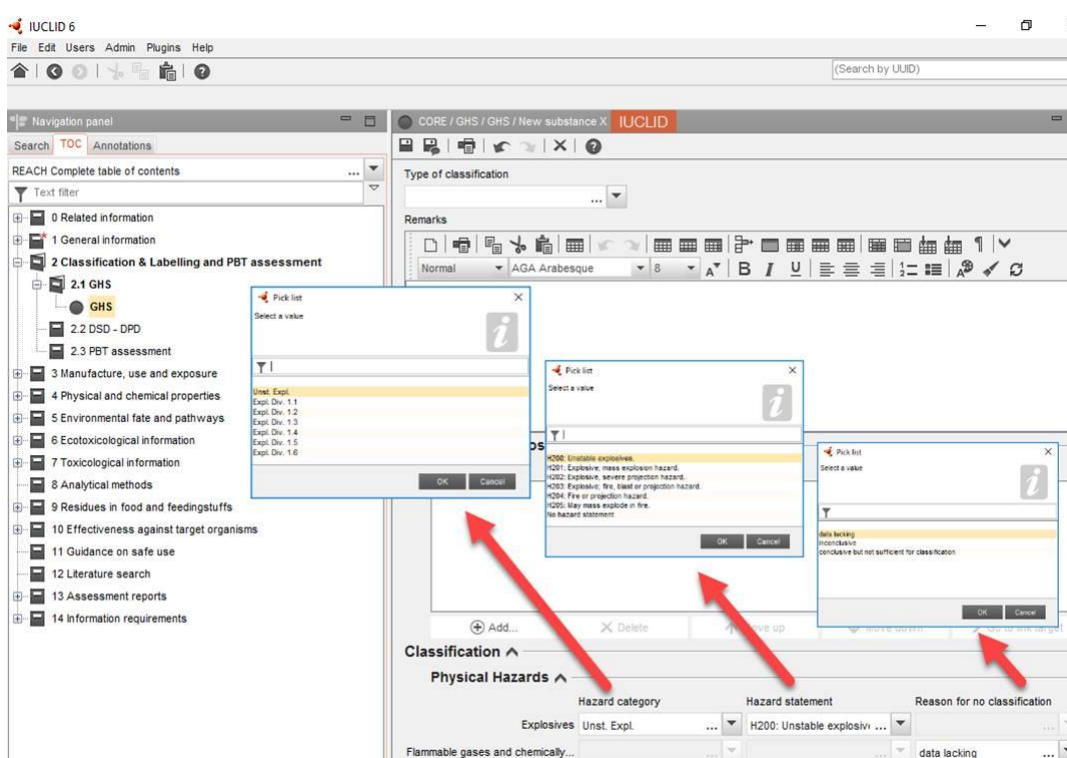 IUCLID 6
File Edit Users Admin Plugins Help
(Search by UUID)
Navigation panel
Search TOC Annotations
REACH Complete table of contents ...
Text filter
0 Related information
1 General information
2 Classification & Labelling and PBT assessment
2.1 GHS
GHS
2.2 DSD - DPD
2.3 PBT assessment
3 Manufacture, use and exposure
4 Physical and chemical properties
5 Environmental fate and pathways
6 Ecotoxicological information
7 Toxicological information
8 Analytical methods
9 Residues in food and feedingstuffs
10 Effectiveness against target organisms
11 Guidance on safe use
12 Literature search
13 Assessment reports
14 Information requirements
CORE / GHS / GHS / New substance X IUCLID
Type of classification
...
Remarks
Normal AGA Arabesque 8 A B I U
Pick list
Select a value
Unst. Expl.
Expl. Div. 1.1
Expl. Div. 1.2
Expl. Div. 1.3
Expl. Div. 1.4
Expl. Div. 1.5
Expl. Div. 1.6
OK Cancel
Pick list
Select a value
H200: Unstable explosives.
H201: Explosive; mass explosion hazard.
H202: Explosive, severe projection hazard.
H203: Explosive; fire, blast or projection hazard.
H204: Fire or projection hazard.
H205: May mass explode in fire.
No hazard statement
OK Cancel
Pick list
Select a value
data lacking
inconclusive
conclusive but not sufficient for classification
OK Cancel
Add... Delete
Classification
Physical Hazards
Hazard category Hazard statement Reason for no classification
Explosives Unst. Expl. ... H200: Unstable explosiv ...
Flammable gases and chemically... ... ... data lacking ...